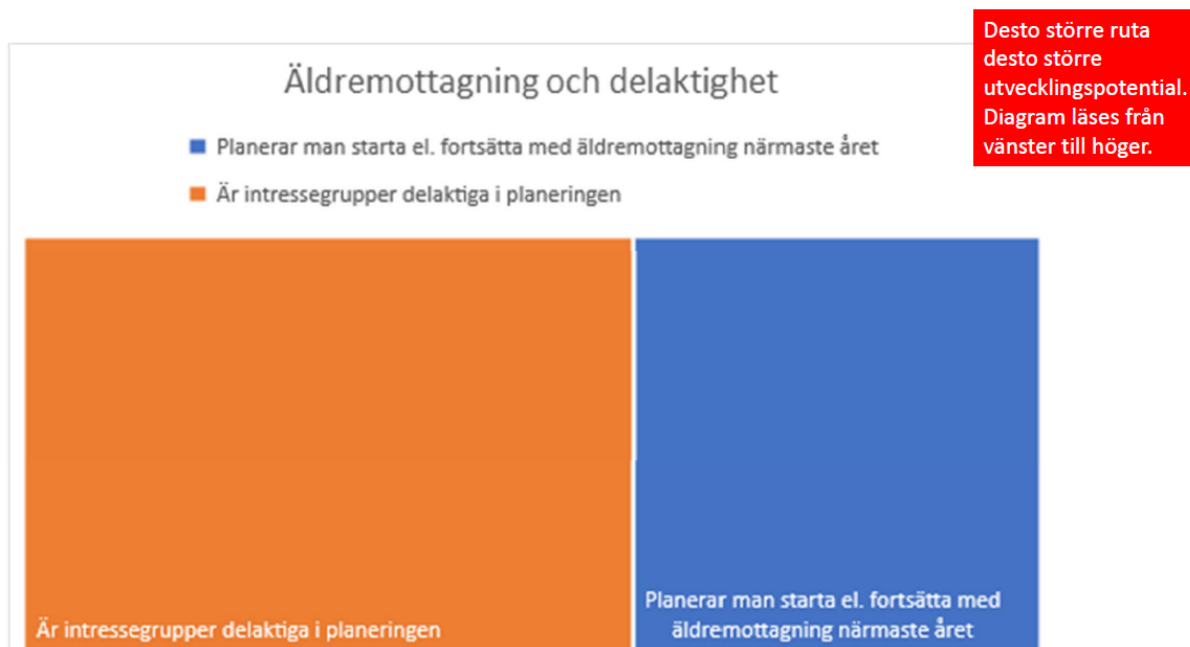 Desto större ruta
desto större
utvecklingspotential.
Diagram läses från
vänster till höger.
Äldremottagning och delaktighet
Planerar man starta el. fortsätta med äldremottagning närmaste året
Är intressegrupper delaktiga i planeringen
Är intressegrupper delaktiga i planeringen
Planerar man starta el. fortsätta med
äldremottagning närmaste året